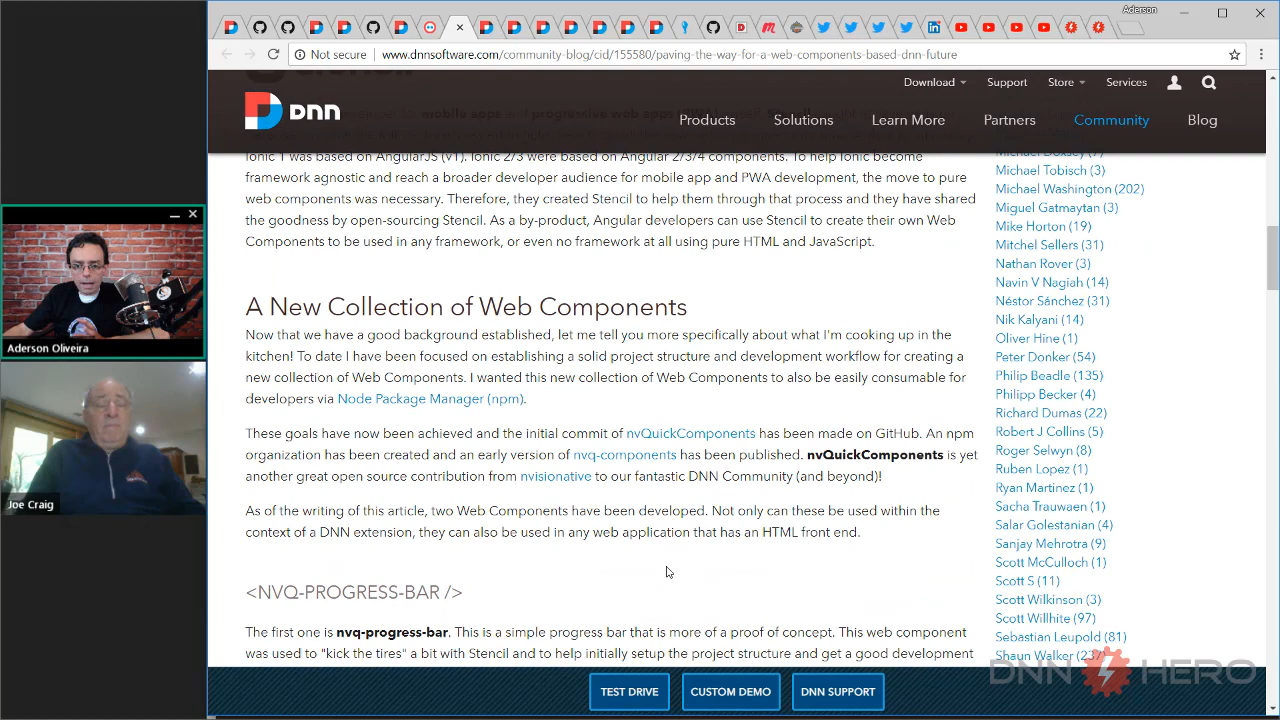 Aderson
Not secure
www.dnnsoftware.com/community-blog/cid/155580/paving-the-way-for-a-web-components-based-dnn-future
Download Support Store Services
DNN
Products Solutions Learn More Partners Community Blog
mobile apps and progressive web apps
Ionic 1 was based on AngularJS (v1). Ionic 2/3 were based on Angular 2/3/4 components. To help Ionic become
framework agnostic and reach a broader developer audience for mobile app and PWA development, the move to pure
web components was necessary. Therefore, they created Stencil to help them through that process and they have shared
the goodness by open sourcing Stencil. As a by product. And, all developers can use Stencil to create their own Web
Components to be used in any framework, or even no framework at all using pure HTML and JavaScript.
A New Collection of Web Components
Now that we have a good background established, let me tell you more specifically about what I'm cooking up in the
kitchen! To date I have been focused on establishing a solid project structure and development workflow for creating a
new collection of Web Components. I wanted this new collection of Web Components to also be easily consumable for
developers via Node Package Manager (npm).
These goals have now been achieved and the initial commit of nvQuickComponents has been made on GitHub. An npm
organization has been created and an early version of nvq-components has been published. nvQuickComponents is yet
another great open source contribution from nvisionative to our fantastic DNN Community (and beyond)!
As of the writing of this article, two Web Components have been developed. Not only can these be used within the
context of a DNN extension, they can also be used in any web application that has an HTML front end.
<NVQ-PROGRESS-BAR />
The first one is nvq-progress-bar. This is a simple progress bar that is more of a proof of concept. This web component
was used to "kick the tires" a bit with Stencil and to help initially setup the project structure and get a good development
Michael Doxsey (7)
Michael Tobisch (3)
Michael Washington (202)
Miguel Gatmaytan (3)
Mike Horton (19)
Mitchel Sellers (31)
Nathan Rover (3)
Navin V Nagiah (14)
Néstor Sánchez (31)
Nik Kalyani (14)
Oliver Hine (1)
Peter Donker (54)
Philip Beadle (135)
Philipp Becker (4)
Richard Dumas (22)
Robert J Collins (5)
Roger Selwyn (8)
Ruben Lopez (1)
Ryan Martinez (1)
Sacha Trauwaen (1)
Salar Golestanian (4)
Sanjay Mehrotra (9)
Scott McCulloch (1)
Scott S (11)
Scott Wilkinson (3)
Scott Willhite (97)
Sebastian Leupold (81)
Shaun Walker (237)
TEST DRIVE CUSTOM DEMO DNN SUPPORT
DNN HERO
Aderson Oliveira
Joe Craig